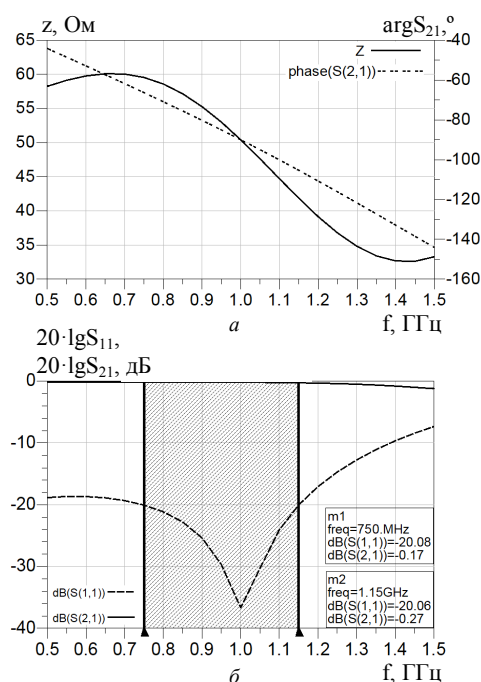 z, Ом argS21,º
65 -40
60 -60
55 -80
50 -100
45 -120
40 -140
35 -160
30
Z
phase(S(2,1))
0.5 0.6 0.7 0.8 0.9 1.0 1.1 1.2 1.3 1.4 1.5
а f, ГГц
20·lgS11,
20·lgS21, дБ
0
-10
-20
-30
-40
m1
freq=750.MHz
dB(S(1,1))=-20.08
dB(S(2,1))=-0.17
m2
freq=1.15GHz
dB(S(1,1))=-20.06
dB(S(2,1))=-0.27
dB(S(1,1))
dB(S(2,1))
0.5 0.6 0.7 0.8 0.9 1.0 1.1 1.2 1.3 1.4 1.5
б f, ГГц